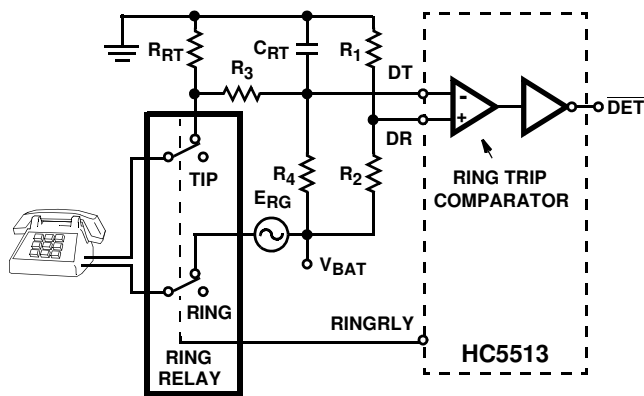 R_RT
C_RT
R_1
R_3
DT
DR
-
+
DET
TIP
R_4
R_2
RING TRIP
COMPARATOR
E_RG
V_BAT
RING
RINGRLY
RING
RELAY
HC5513